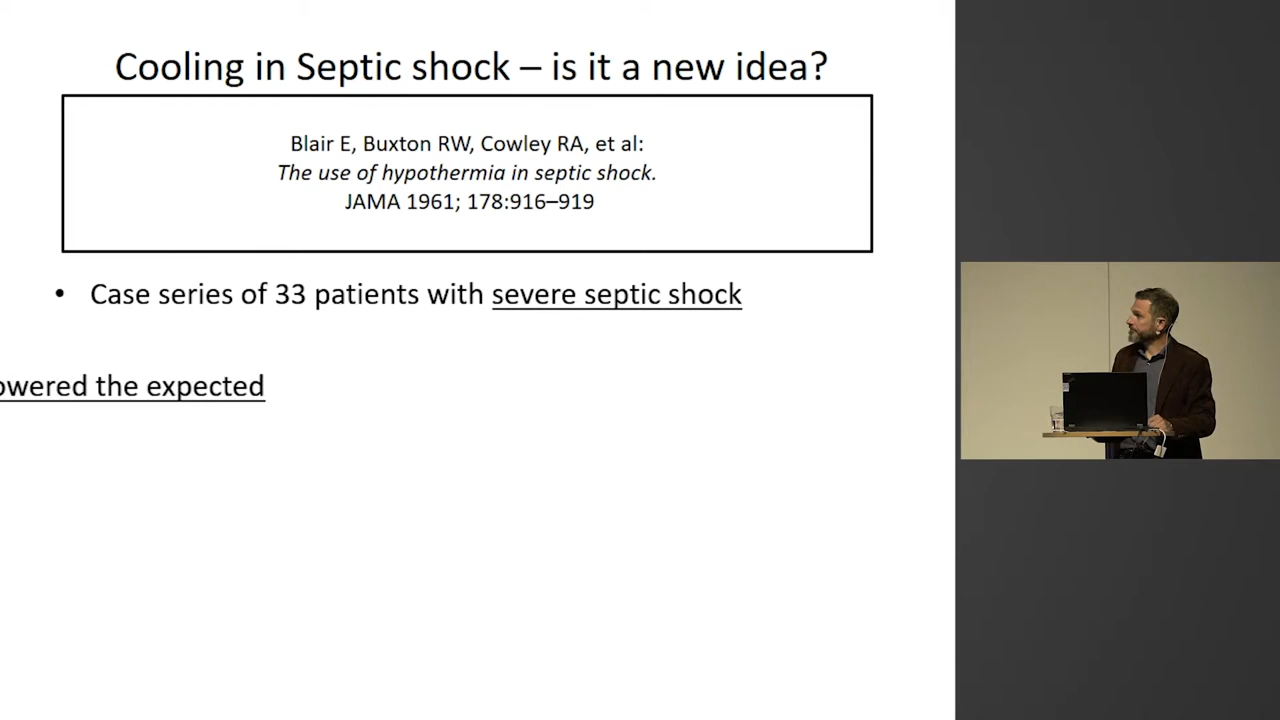 Cooling in Septic shock – is it a new idea?
Blair E, Buxton RW, Cowley RA, et al:
The use of hypothermia in septic shock.
JAMA 1961; 178:916–919
• Case series of 33 patients with severe septic shock
owered the expected